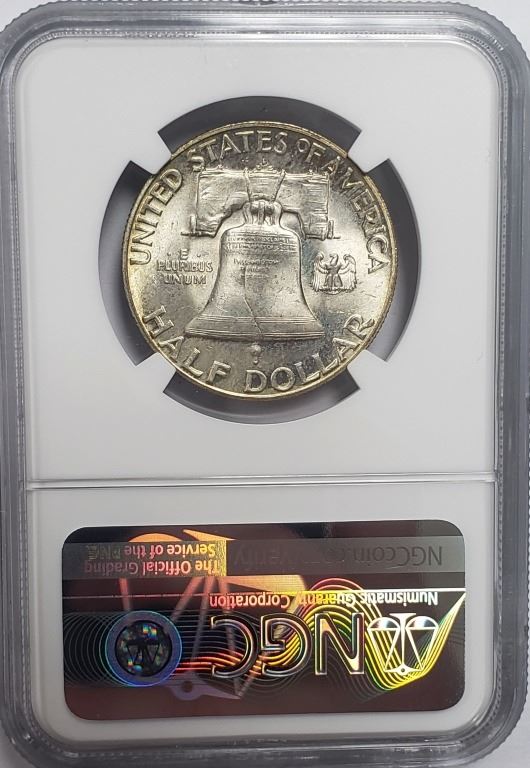 UNITED STATES OF AMERICA
E
PLURIBUS
UNUM
HALF DOLLAR
The Official Grading
Service of the PNG
NGCcoin.com/verify
Numismatic Guaranty
Corporation
NGC